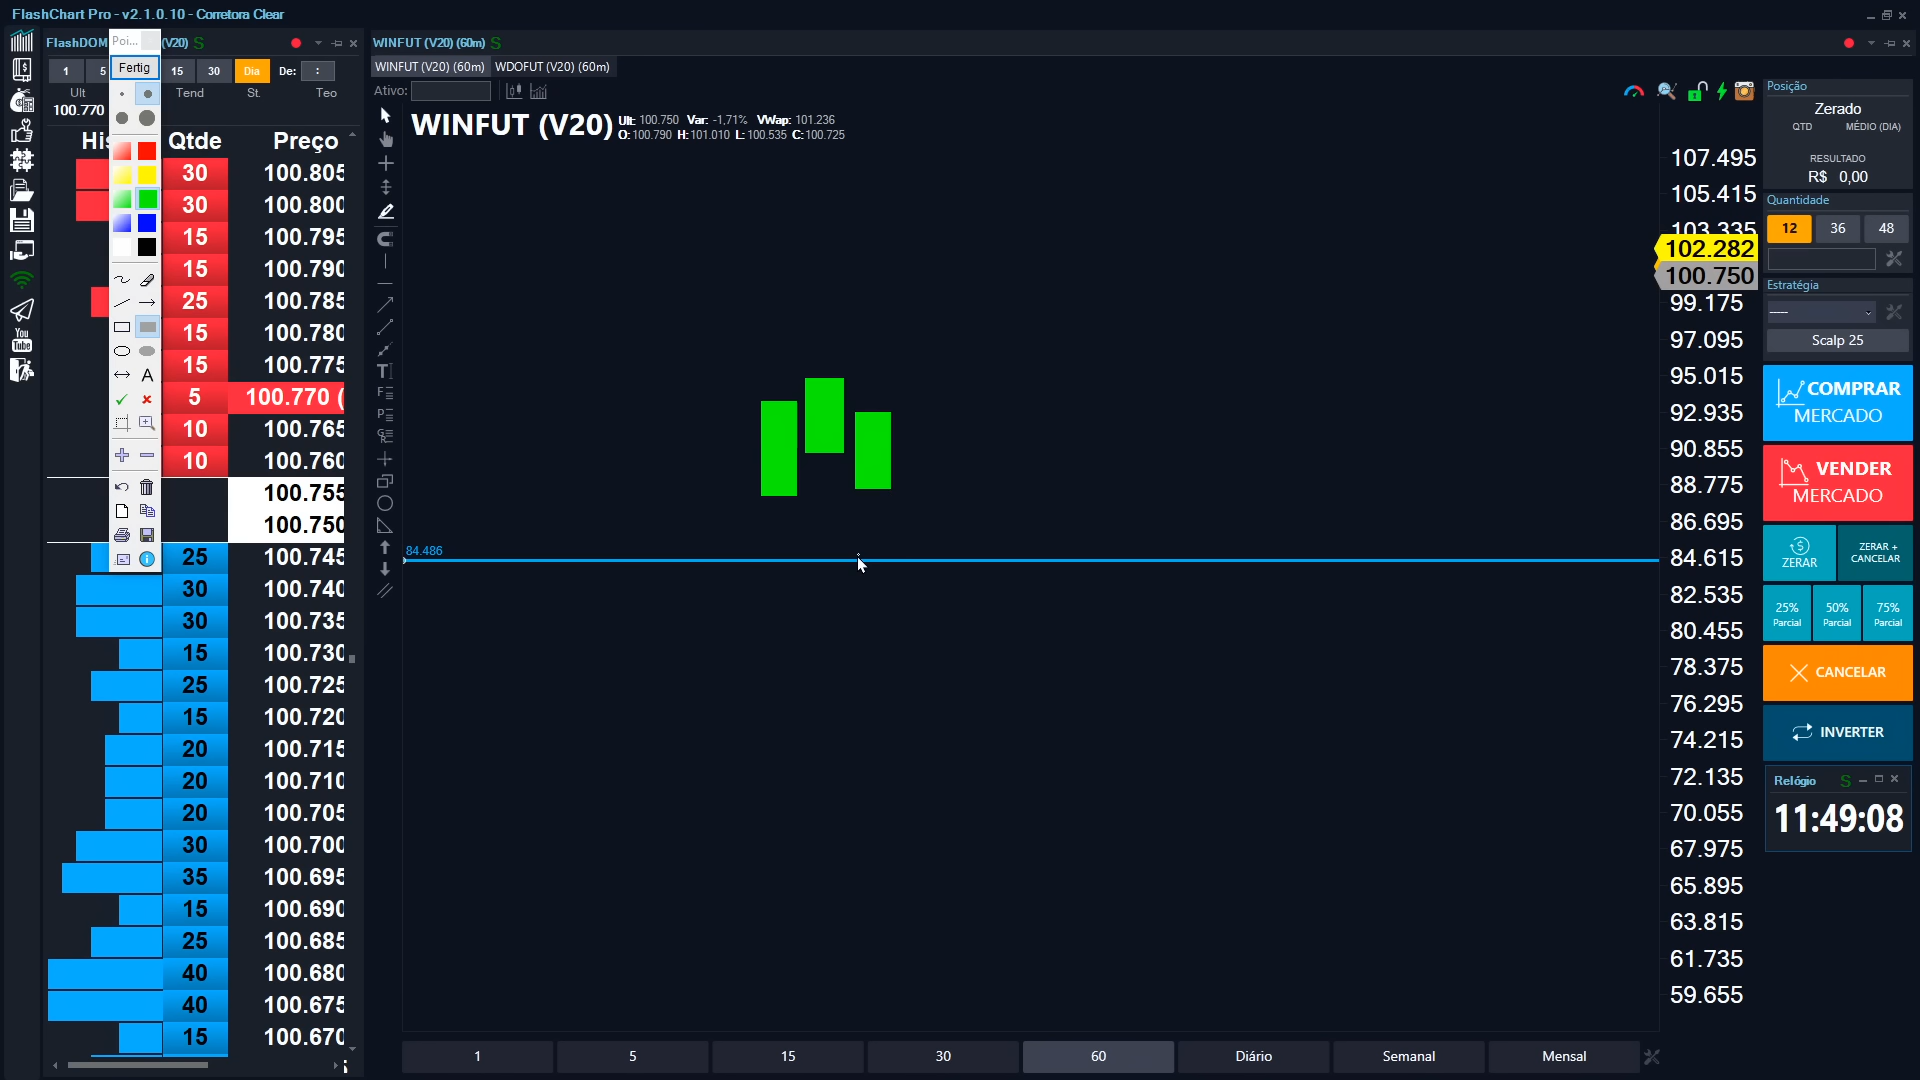 FlashChart Pro - v2.1.0.10 - Corretora Clear
FlashDOM
Poi...
(V20) S
WINFUT (V20) (60m) S
1
5
Fertig
15
30
Dia
De:
:
WINFUT (V20) (60m)
WDOFUT (V20) (60m)
Ult
Tend
St.
Teo
Ativo:
100.770
WINFUT (V20)
Ult: 100.750 Var: -1,71% VWap: 101.236
O: 100.790 H: 101.010 L: 100.535 C: 100.725
His
Qtde
Preço
30 100.805
30 100.800
15 100.795
15 100.790
25 100.785
15 100.780
15 100.775
5 100.770 (
10 100.765
10 100.760
100.755
100.750
25 100.745
30 100.740
30 100.735
15 100.730
25 100.725
15 100.720
20 100.715
20 100.710
20 100.705
30 100.700
35 100.695
15 100.690
25 100.685
40 100.680
40 100.675
15 100.670
You
Tube
A
T
F
P
84.486
107.495
105.415
103.335
102.282
100.750
99.175
97.095
95.015
92.935
90.855
88.775
86.695
84.615
82.535
80.455
78.375
76.295
74.215
72.135
70.055
67.975
65.895
63.815
61.735
59.655
1
5
15
30
60
Diário
Semanal
Mensal
Posição
Zerado
QTD MÉDIO (DIA)
RESULTADO
R$ 0,00
Quantidade
12
36
48
Estratégia
-----
Scalp 25
COMPRAR
MERCADO
VENDER
MERCADO
ZERAR
ZERAR +
CANCELAR
25%
Parcial
50%
Parcial
75%
Parcial
CANCELAR
INVERTER
Relógio S
11:49:08